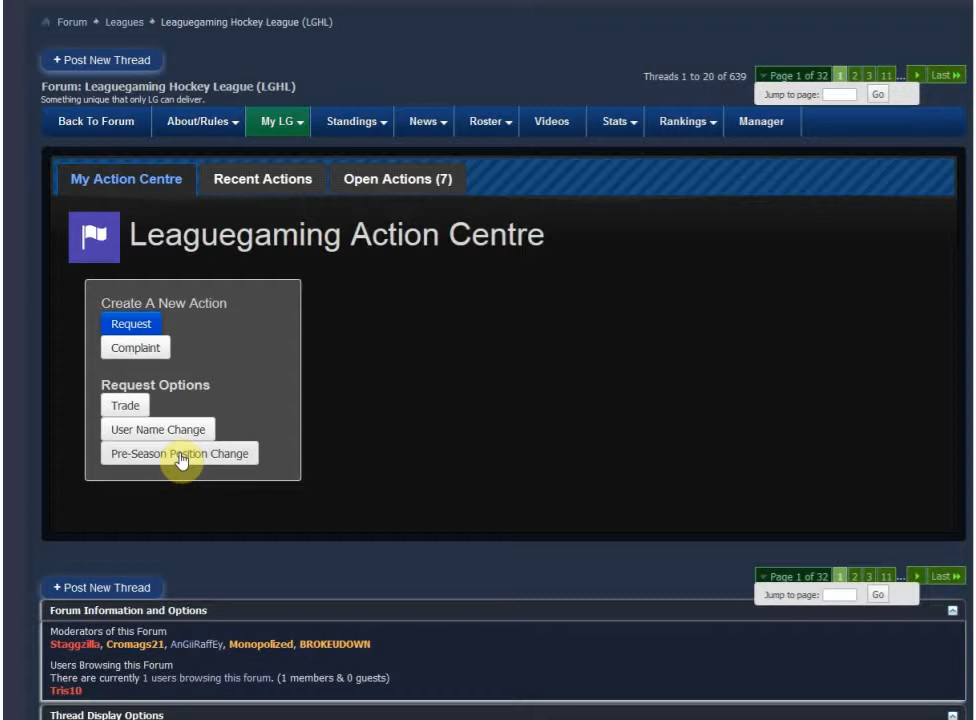 Forum Leagues Leaguegaming Hockey League (LGHL)
+ Post New Thread
Threads 1 to 20 of 639 Page 1 of 32 1 2 3 11 ... Last
Jump to page: Go
Forum: Leaguegaming Hockey League (LGHL)
Something unique that only LG can deliver.
Back To Forum About/Rules My LG Standings News Roster Videos Stats Rankings Manager
My Action Centre Recent Actions Open Actions (7)
Leaguegaming Action Centre
Create A New Action
Request
Complaint
Request Options
Trade
User Name Change
Pre-Season Position Change
+ Post New Thread
Page 1 of 32 1 2 3 11 ... Last
Jump to page: Go
Forum Information and Options
Moderators of this Forum
Staggzilla, Cromags21, AnGiiRaffEy, Monopolized, BROKEUDOWN
Users Browsing this Forum
There are currently 1 users browsing this forum. (1 members & 0 guests)
Tris10
Thread Display Options